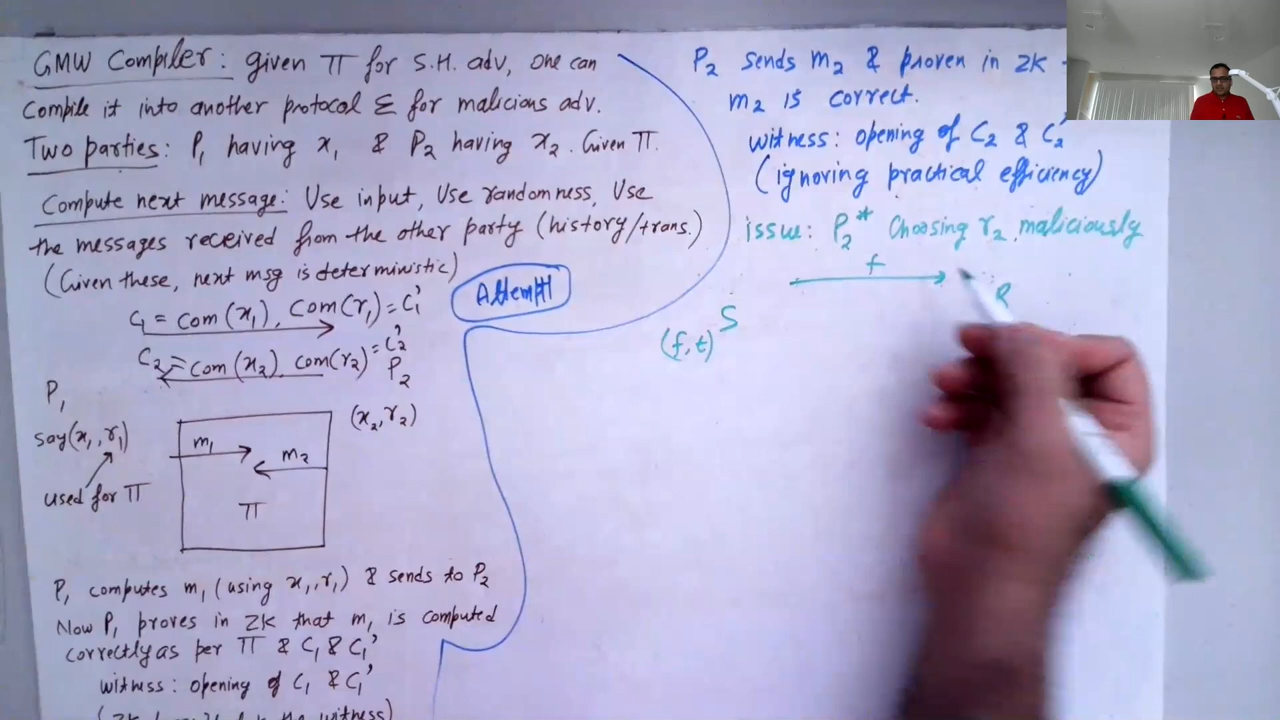 GMW Compiler: given Π for S.H. adv, one can
Compile it into another protocol Σ for malicious adv.
Two parties: P₁ having x₁ & P₂ having x₂. Given Π.
Compute next message: Use input, Use randomness, Use
the messages received from the other party (history/trans.)
(Given these, next msg is deterministic)
C₁ = Com(x₁), Com(r₁) = C₁'
C₂ = Com(x₂), Com(r₂) = C₂'
P₁
P₂
say (x₁, r₁)
(x₂, r₂)
m₁
m₂
used for Π
Π
P₁ computes m₁ (using x₁, r₁) & sends to P₂
Now P₁ proves in ZK that m₁ is computed
correctly as per Π & C₁ & C₁'
witness: opening of C₁ & C₁'
Attempt 1
P₂ sends m₂ & proven in ZK
m₂ is correct.
witness: opening of C₂ & C₂'
(ignoring practical efficiency)
issue: P₂* Choosing r₂ maliciously
f
S
R
(f, t)